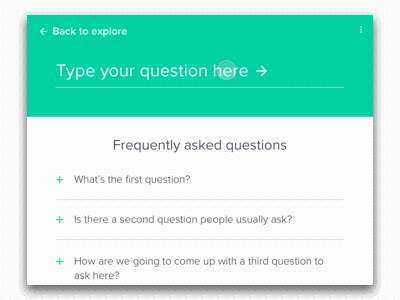 ← Back to explore
Type your question here →
Frequently asked questions
+ What's the first question?
+ Is there a second question people usually ask?
+ How are we going to come up with a third question to
ask here?